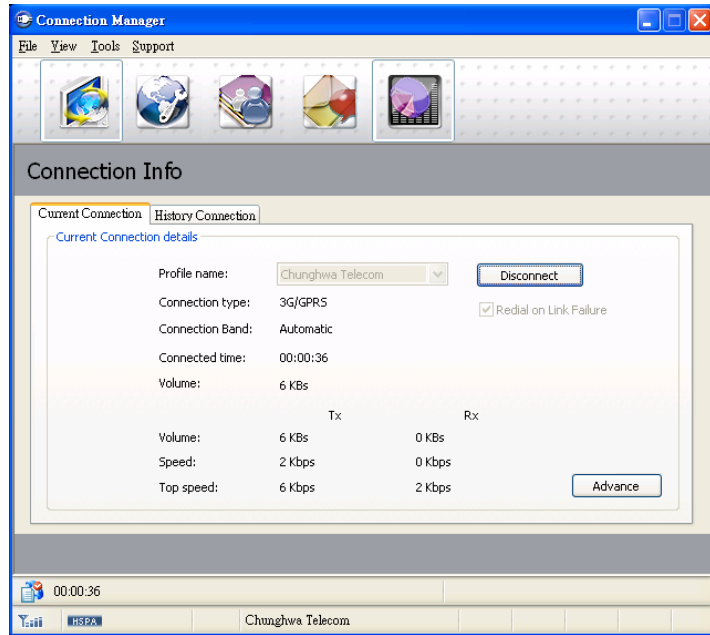 Connection Manager
File View Tools Support
Connection Info
Current Connection History Connection
Current Connection details
Profile name: Chunghwa Telecom Disconnect
Connection type: 3G/GPRS Redial on Link Failure
Connection Band: Automatic
Connected time: 00:00:36
Volume: 6 KBs
Tx Rx
Volume: 6 KBs 0 KBs
Speed: 2 Kbps 0 Kbps
Top speed: 6 Kbps 2 Kbps Advance
00:00:36
HSPA Chunghwa Telecom